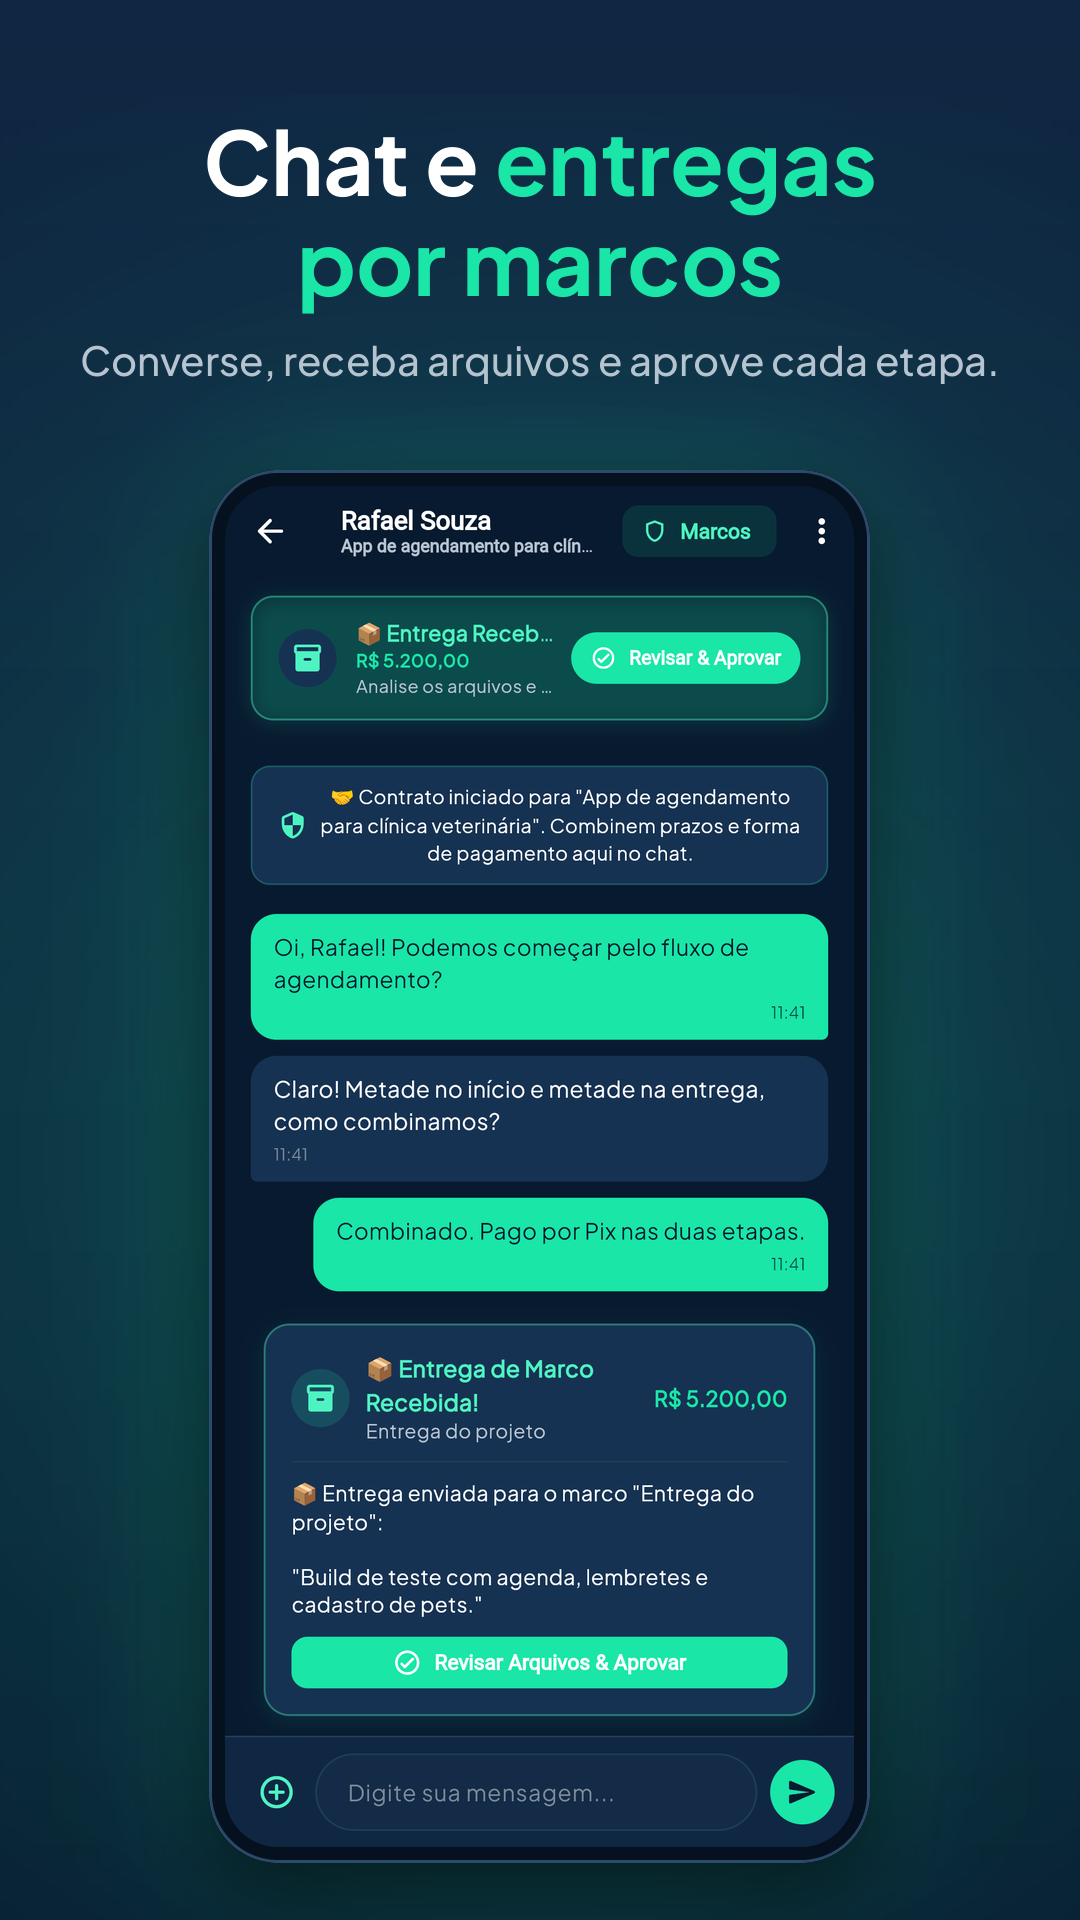 Chat e entregas
por marcos
Converse, receba arquivos e aprove cada etapa.
Rafael Souza
App de agendamento para clín...
Marcos
📦 Entrega Receb...
R$ 5.200,00
Analise os arquivos e ...
Revisar & Aprovar
🤝 Contrato iniciado para "App de agendamento
para clínica veterinária". Combinem prazos e forma
de pagamento aqui no chat.
Oi, Rafael! Podemos começar pelo fluxo de
agendamento?
11:41
Claro! Metade no início e metade na entrega,
como combinamos?
11:41
Combinado. Pago por Pix nas duas etapas.
11:41
📦 Entrega de Marco
Recebida!
Entrega do projeto
R$ 5.200,00
📦 Entrega enviada para o marco "Entrega do
projeto":
"Build de teste com agenda, lembretes e
cadastro de pets."
Revisar Arquivos & Aprovar
Digite sua mensagem...